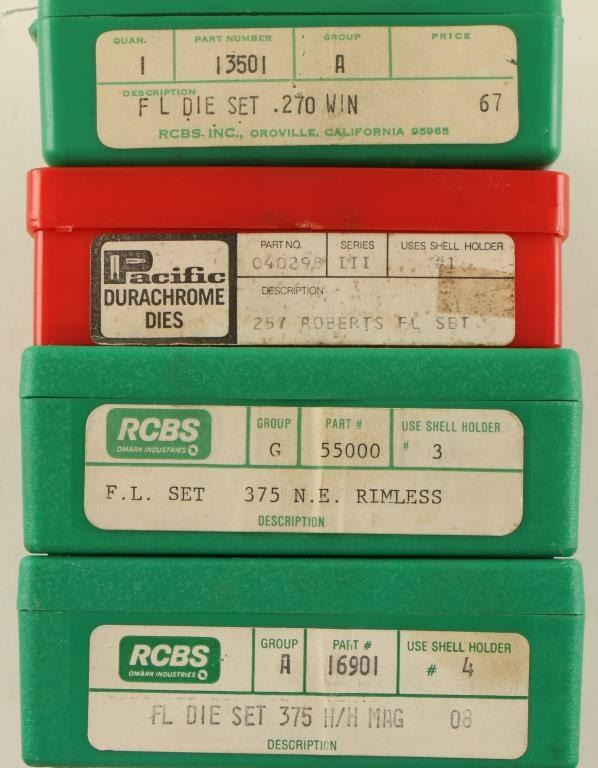 QUAN. PART NUMBER GROUP PRICE
1 13501 A
DESCRIPTION
F L DIE SET .270 WIN 67
RCBS. INC., OROVILLE, CALIFORNIA 95965
Pacific
DURACHROME
DIES
PART NO. SERIES USES SHELL HOLDER
040298 III #1
DESCRIPTION
257 ROBERTS FL SET
RCBS
OMARK INDUSTRIES
GROUP PART # USE SHELL HOLDER
G 55000 # 3
F.L. SET 375 N.E. RIMLESS
DESCRIPTION
RCBS
OMARK INDUSTRIES
GROUP PART # USE SHELL HOLDER
A 16901 # 4
FL DIE SET 375 H/H MAG 08
DESCRIPTION